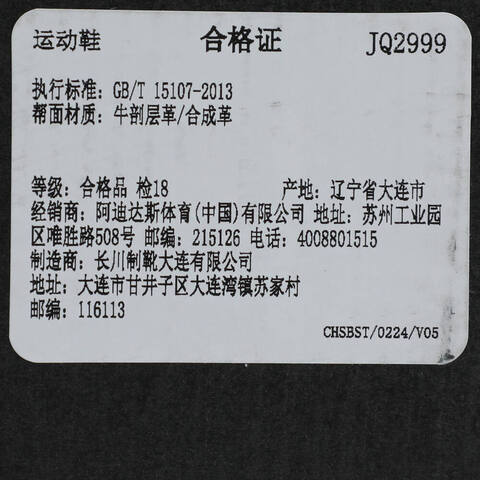 运动鞋 合格证 JQ2999
执行标准: GB/T 15107-2013
帮面材质: 牛剖层革/合成革
等级: 合格品 检18 产地: 辽宁省大连市
经销商: 阿迪达斯体育(中国)有限公司 地址: 苏州工业园
区唯胜路508号 邮编: 215126 电话: 4008801515
制造商: 长川制靴大连有限公司
地址: 大连市甘井子区大连湾镇苏家村
邮编: 116113
CHSBST/0224/V05